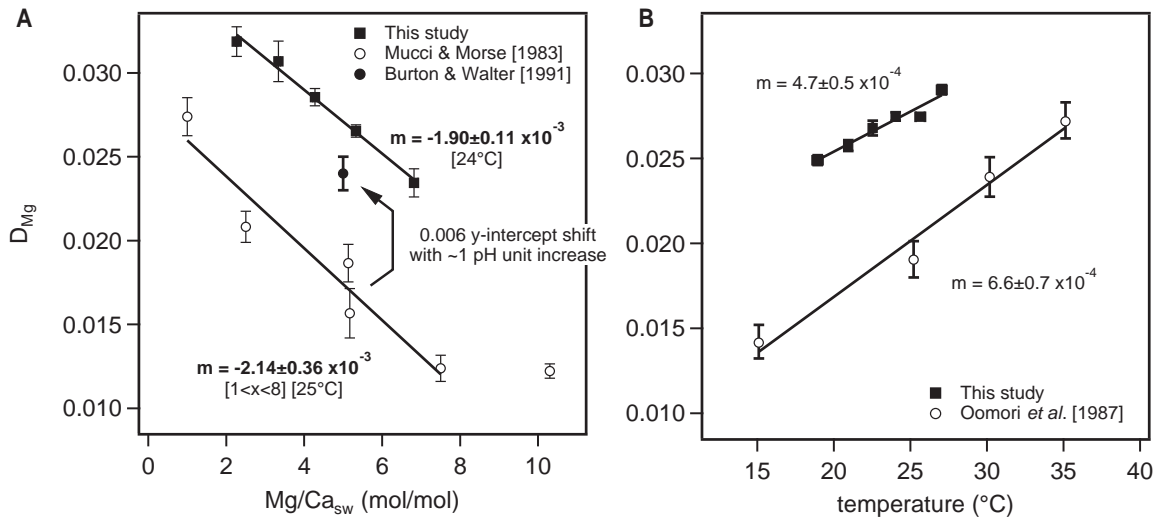 A
This study
Mucci & Morse [1983]
Burton & Walter [1991]
m = -1.90±0.11 x10-3
[24°C]
0.006 y-intercept shift
with ~1 pH unit increase
m = -2.14±0.36 x10-3
[1<x<8] [25°C]
0.030
0.025
0.020
0.015
0.010
DMg
0 2 4 6 8 10
Mg/Casw (mol/mol)
B
m = 4.7±0.5 x10-4
m = 6.6±0.7 x10-4
This study
Oomori et al. [1987]
0.030
0.025
0.020
0.015
0.010
15 20 25 30 35 40
temperature (°C)